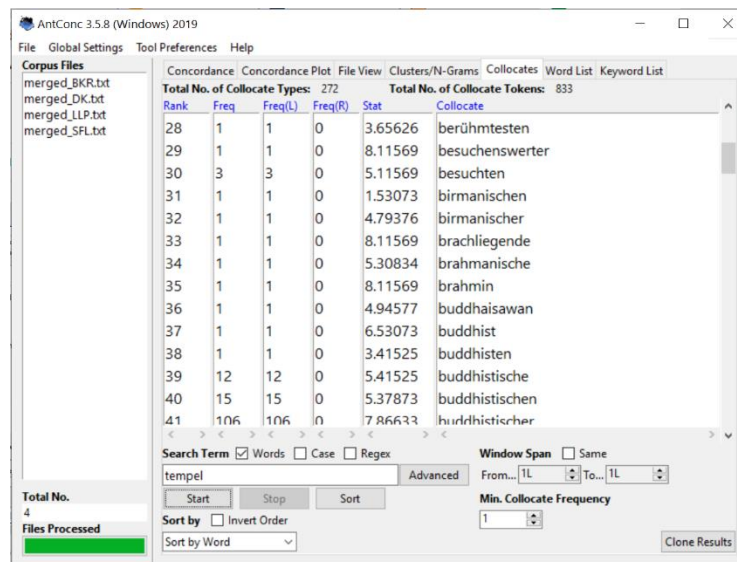 AntConc 3.5.8 (Windows) 2019
File Global Settings Tool Preferences Help
Corpus Files
merged_BKR.txt
merged_DK.txt
merged_LLP.txt
merged_SFL.txt
Concordance Concordance Plot File View Clusters/N-Grams Collocates Word List Keyword List
Total No. of Collocate Types: 272 Total No. of Collocate Tokens: 833
Rank Freq Freq(L) Freq(R) Stat Collocate
28 1 1 0 3.65626 berühmtesten
29 1 1 0 8.11569 besuchenswerter
30 3 3 0 5.11569 besuchten
31 1 1 0 1.53073 birmanischen
32 1 1 0 4.79376 birmanischer
33 1 1 0 8.11569 brachliegende
34 1 1 0 5.30834 brahmanische
35 1 1 0 8.11569 brahmin
36 1 1 0 4.94577 buddhaisawan
37 1 1 0 6.53073 buddhist
38 1 1 0 3.41525 buddhisten
39 12 12 0 5.41525 buddhistische
40 15 15 0 5.37873 buddhistischen
41 106 106 0 7.86633 buddhistischer
Search Term Words Case Regex Window Span Same
tempel Advanced From... 1L To... 1L
Start Stop Sort Min. Collocate Frequency
Sort by Invert Order 1
Sort by Word Clone Results
Total No.
4
Files Processed